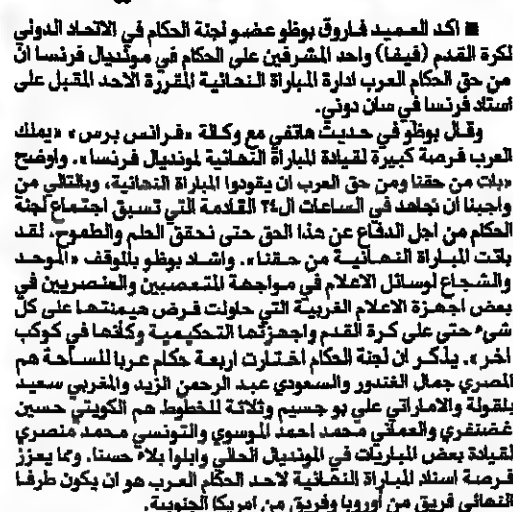 ■ اكد العميد فاروق بوظو عضو لجنة الحكام في الاتحاد الدولي
لكرة القدم (فيفا) واحد المشرفين على الحكام في مونديال فرنسا ان
من حق الحكام العرب ادارة المباراة النهائية المقررة الاحد المقبل على
استاد فرنسا في سان دوني.
وقال بوظو في حديث هاتفي مع وكالة «فرانس برس» «يملك
العرب فرصة كبيرة لقيادة المباراة النهائية لمونديال فرنسا». واوضح
«بات من حقنا ومن حق العرب ان يقودوا المباراة النهائية، وبالتالي من
واجبنا ان نجاهد في الساعات ال٢٤ القادمة التي تسبق اجتماع لجنة
الحكام من اجل الدفاع عن هذا الحق حتى نحقق الحلم والطموح، لقد
باتت المباراة النهائية من حقنا». واشاد بوظو بالموقف «الموحد
والشجاع لوسائل الاعلام في مواجهة المتعصبين والعنصريين في
بعض اجهزة الاعلام الغربية التي حاولت فرض هيمنتها على كل
شيء حتى على كرة القدم واجهزتها التحكيمية وكأنها في كوكب
اخر». يذكر ان لجنة الحكام اختارت اربعة حكام عربا للساحة هم
المصري جمال الغندور والسعودي عبد الرحمن الزيد والمغربي سعيد
بلقولة والاماراتي علي بو جسيم وثلاثة للخطوط هم الكويتي حسين
غضنفري والعماني محمد احمد الموسوي والتونسي محمد منصري
لقيادة بعض المباريات في المونديال الحالي وابلوا بلاء حسنا. ومما يعزز
فرصة اسناد المباراة النهائية لاحد الحكام العرب هو ان يكون طرفا
النهائي فريق من أوروبا وفريق من امريكا الجنوبية.